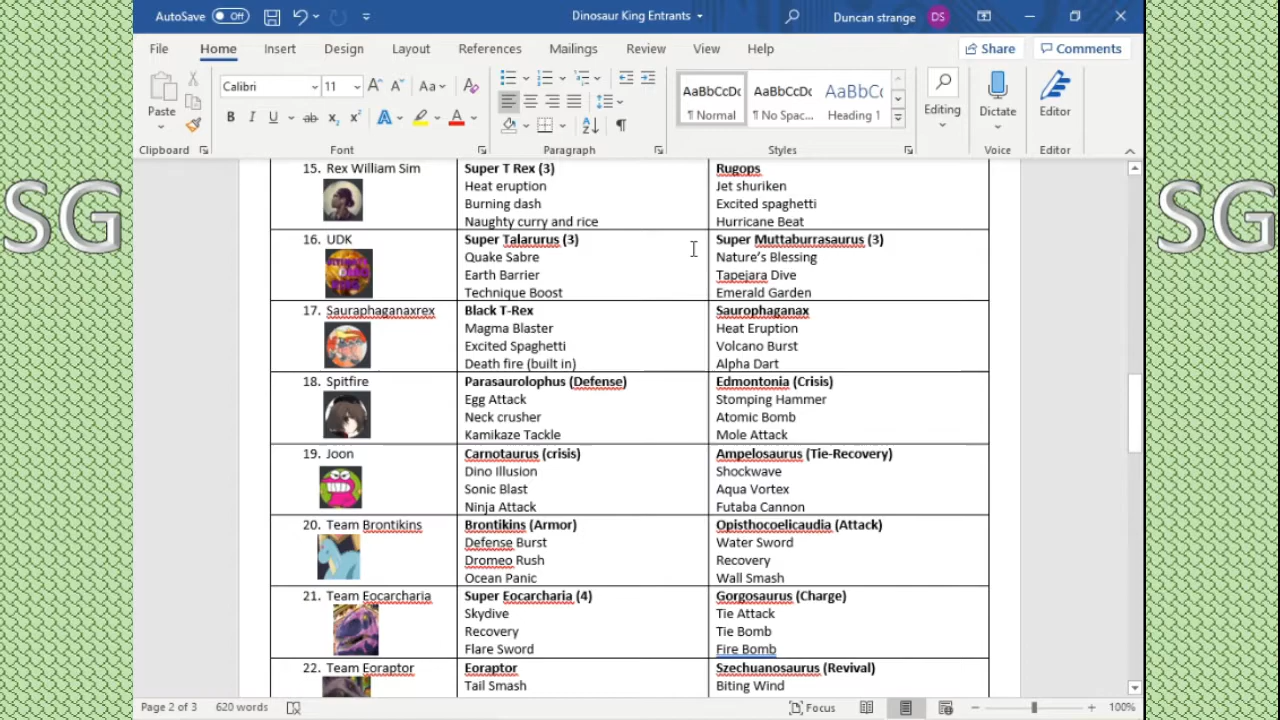 AutoSave Off
Dinosaur King Entrants
Duncan strange DS
File Home Insert Design Layout References Mailings Review View Help Share Comments
Calibri 11 Aa
AaBbCcDc AaBbCcDc AaBbCc
Paste
¶ Normal ¶ No Spac... Heading 1
Editing Dictate Editor
Clipboard Font Paragraph Styles Voice Editor
SG
SG
15. Rex William Sim
Super T Rex (3)
Heat eruption
Burning dash
Naughty curry and rice
Rugops
Jet shuriken
Excited spaghetti
Hurricane Beat
16. UDK
Super Talarurus (3)
Quake Sabre
Earth Barrier
Technique Boost
Super Muttaburrasaurus (3)
Nature's Blessing
Tapejara Dive
Emerald Garden
17. Sauraphaganaxrex
Black T-Rex
Magma Blaster
Excited Spaghetti
Death fire (built in)
Saurophaganax
Heat Eruption
Volcano Burst
Alpha Dart
18. Spitfire
Parasaurolophus (Defense)
Egg Attack
Neck crusher
Kamikaze Tackle
Edmontonia (Crisis)
Stomping Hammer
Atomic Bomb
Mole Attack
19. Joon
Carnotaurus (crisis)
Dino Illusion
Sonic Blast
Ninja Attack
Ampelosaurus (Tie-Recovery)
Shockwave
Aqua Vortex
Futaba Cannon
20. Team Brontikins
Brontikins (Armor)
Defense Burst
Dromeo Rush
Ocean Panic
Opisthocoelicaudia (Attack)
Water Sword
Recovery
Wall Smash
21. Team Eocarcharia
Super Eocarcharia (4)
Skydive
Recovery
Flare Sword
Gorgosaurus (Charge)
Tie Attack
Tie Bomb
Fire Bomb
22. Team Eoraptor
Eoraptor
Tail Smash
Szechuanosaurus (Revival)
Biting Wind
Page 2 of 3 620 words Focus 100%